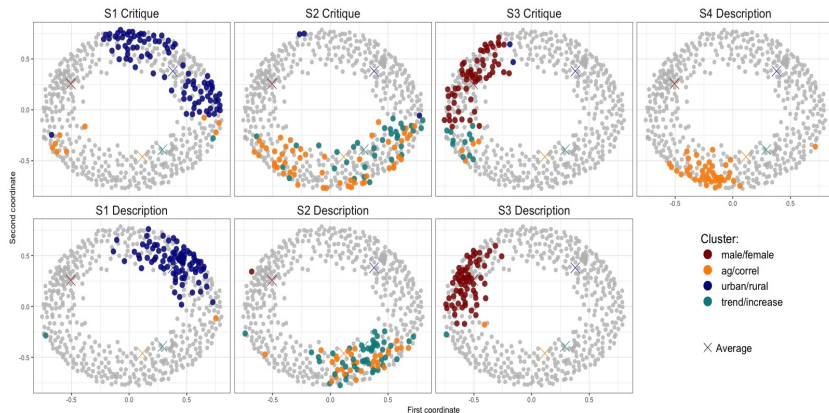 S1 Critique
S2 Critique
S3 Critique
S4 Description
0.5
0.0
-0.5
-0.5
0.0
0.5
S1 Description
S2 Description
S3 Description
0.5
0.0
-0.5
-0.5
0.0
0.5
-0.5
0.0
0.5
-0.5
0.0
0.5
Second coordinate
First coordinate
Cluster:
male/female
ag/correl
urban/rural
trend/increase
Average